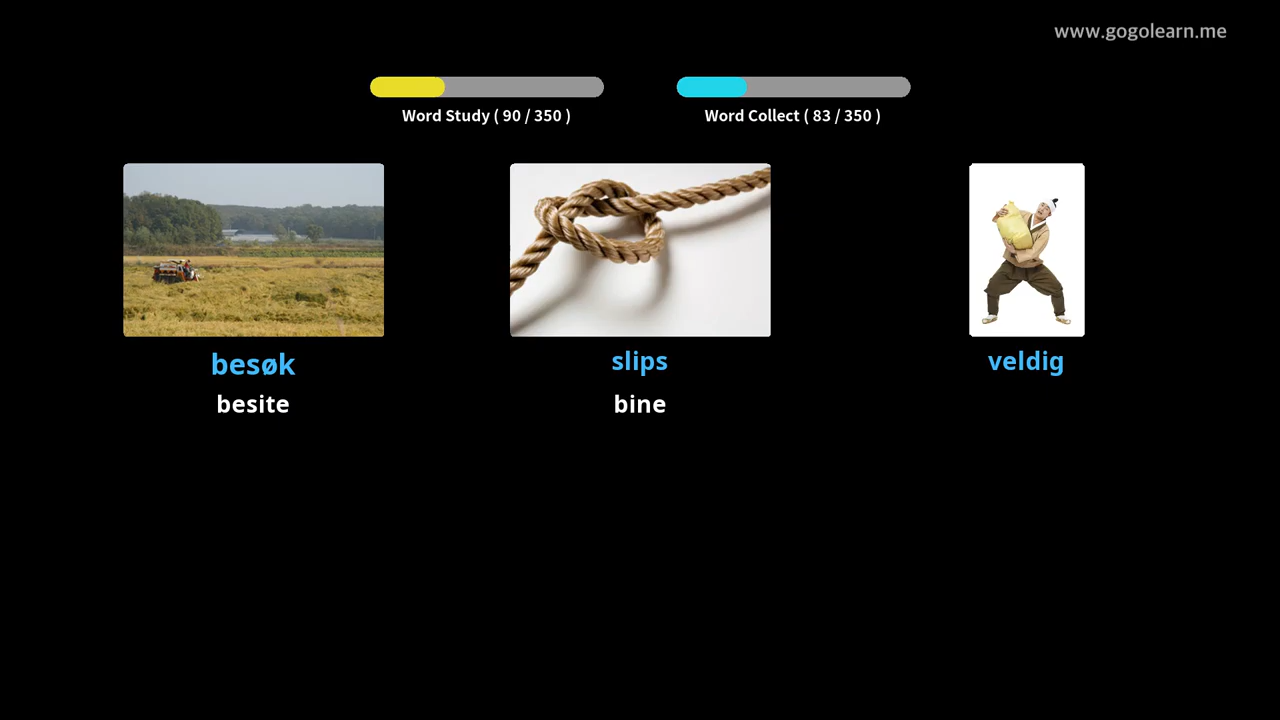 www.gogolearn.me
Word Study ( 90 / 350 )
Word Collect ( 83 / 350 )
besøk
slips
veldig
besite
bine